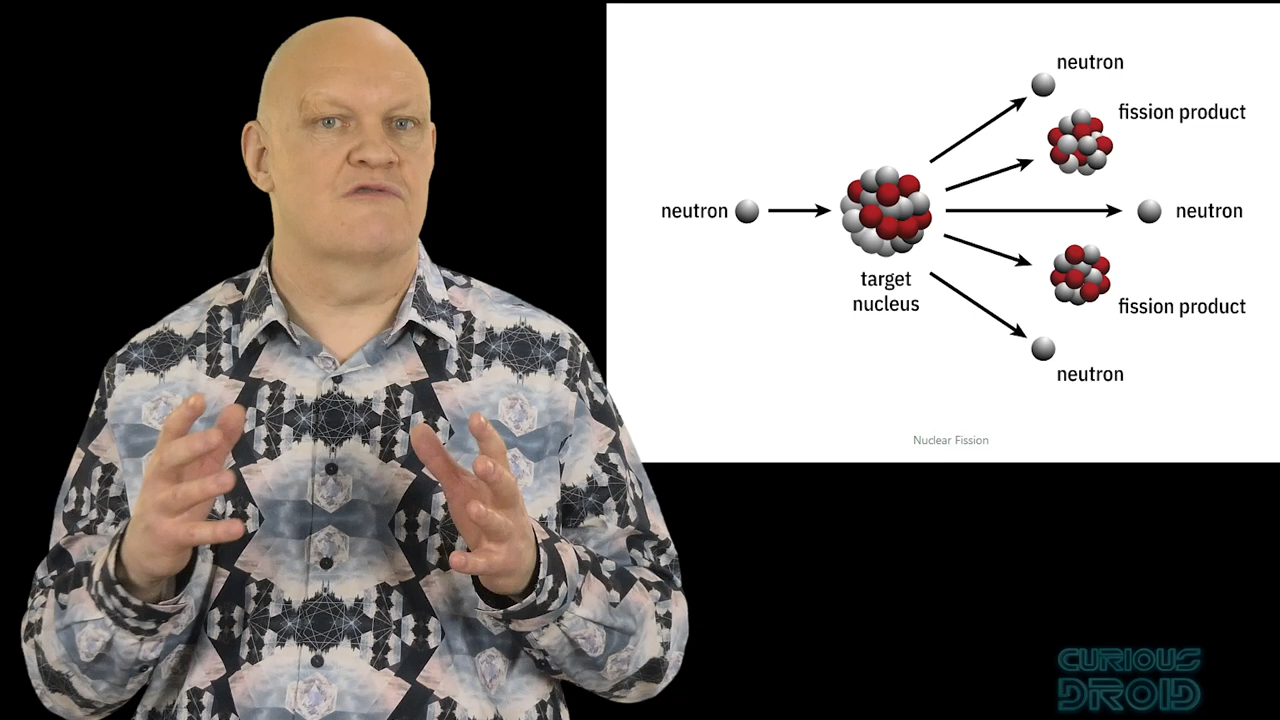 neutron
fission product
neutron
neutron
target
nucleus
fission product
neutron
Nuclear Fission
CURIOUS
DROID